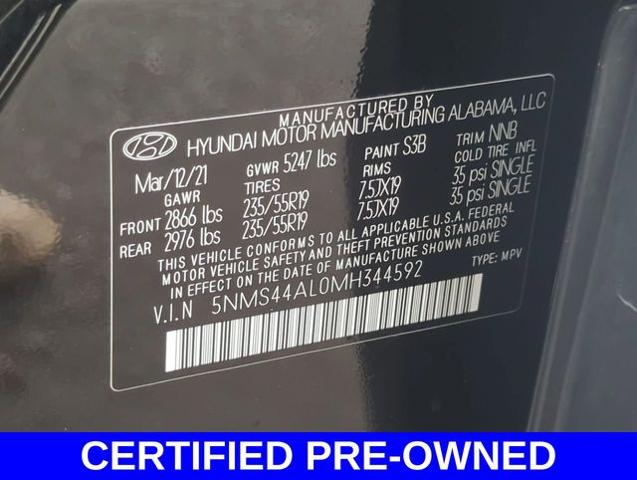 MANUFACTURED BY
HYUNDAI MOTOR MANUFACTURING ALABAMA, LLC
Mar/12/21 GVWR 5247 lbs PAINT S3B TRIM NNB
GAWR TIRES RIMS COLD TIRE INFL
FRONT 2866 lbs 235/55R19 7.5JX19 35 psi SINGLE
REAR 2976 lbs 235/55R19 7.5JX19 35 psi SINGLE
THIS VEHICLE CONFORMS TO ALL APPLICABLE U.S.A. FEDERAL
MOTOR VEHICLE SAFETY AND THEFT PREVENTION STANDARDS
IN EFFECT ON THE DATE OF MANUFACTURE SHOWN ABOVE
V.I.N 5NMS44AL0MH344592 TYPE: MPV
CERTIFIED PRE-OWNED